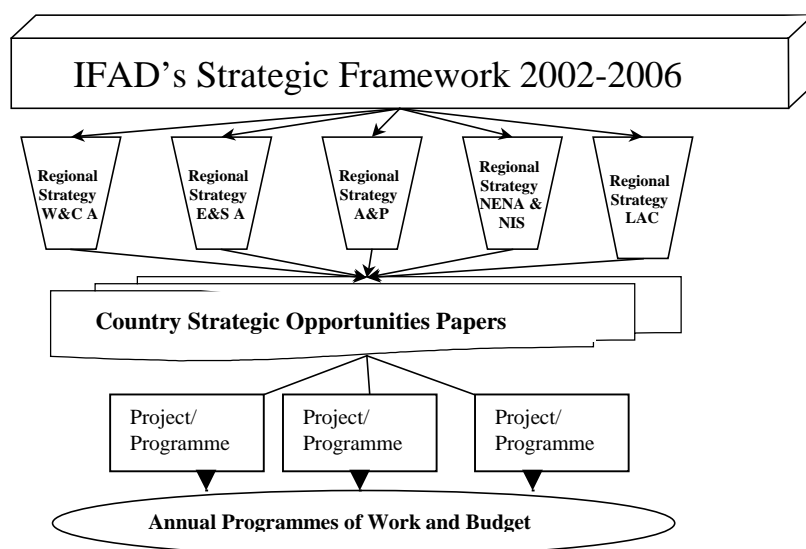 IFAD’s Strategic Framework 2002-2006
Regional
Strategy
W&C A
Regional
Strategy
E&S A
Regional
Strategy
A&P
Regional
Strategy
NENA &
NIS
Regional
Strategy
LAC
Country Strategic Opportunities Papers
Project/
Programme
Project/
Programme
Project/
Programme
Annual Programmes of Work and Budget